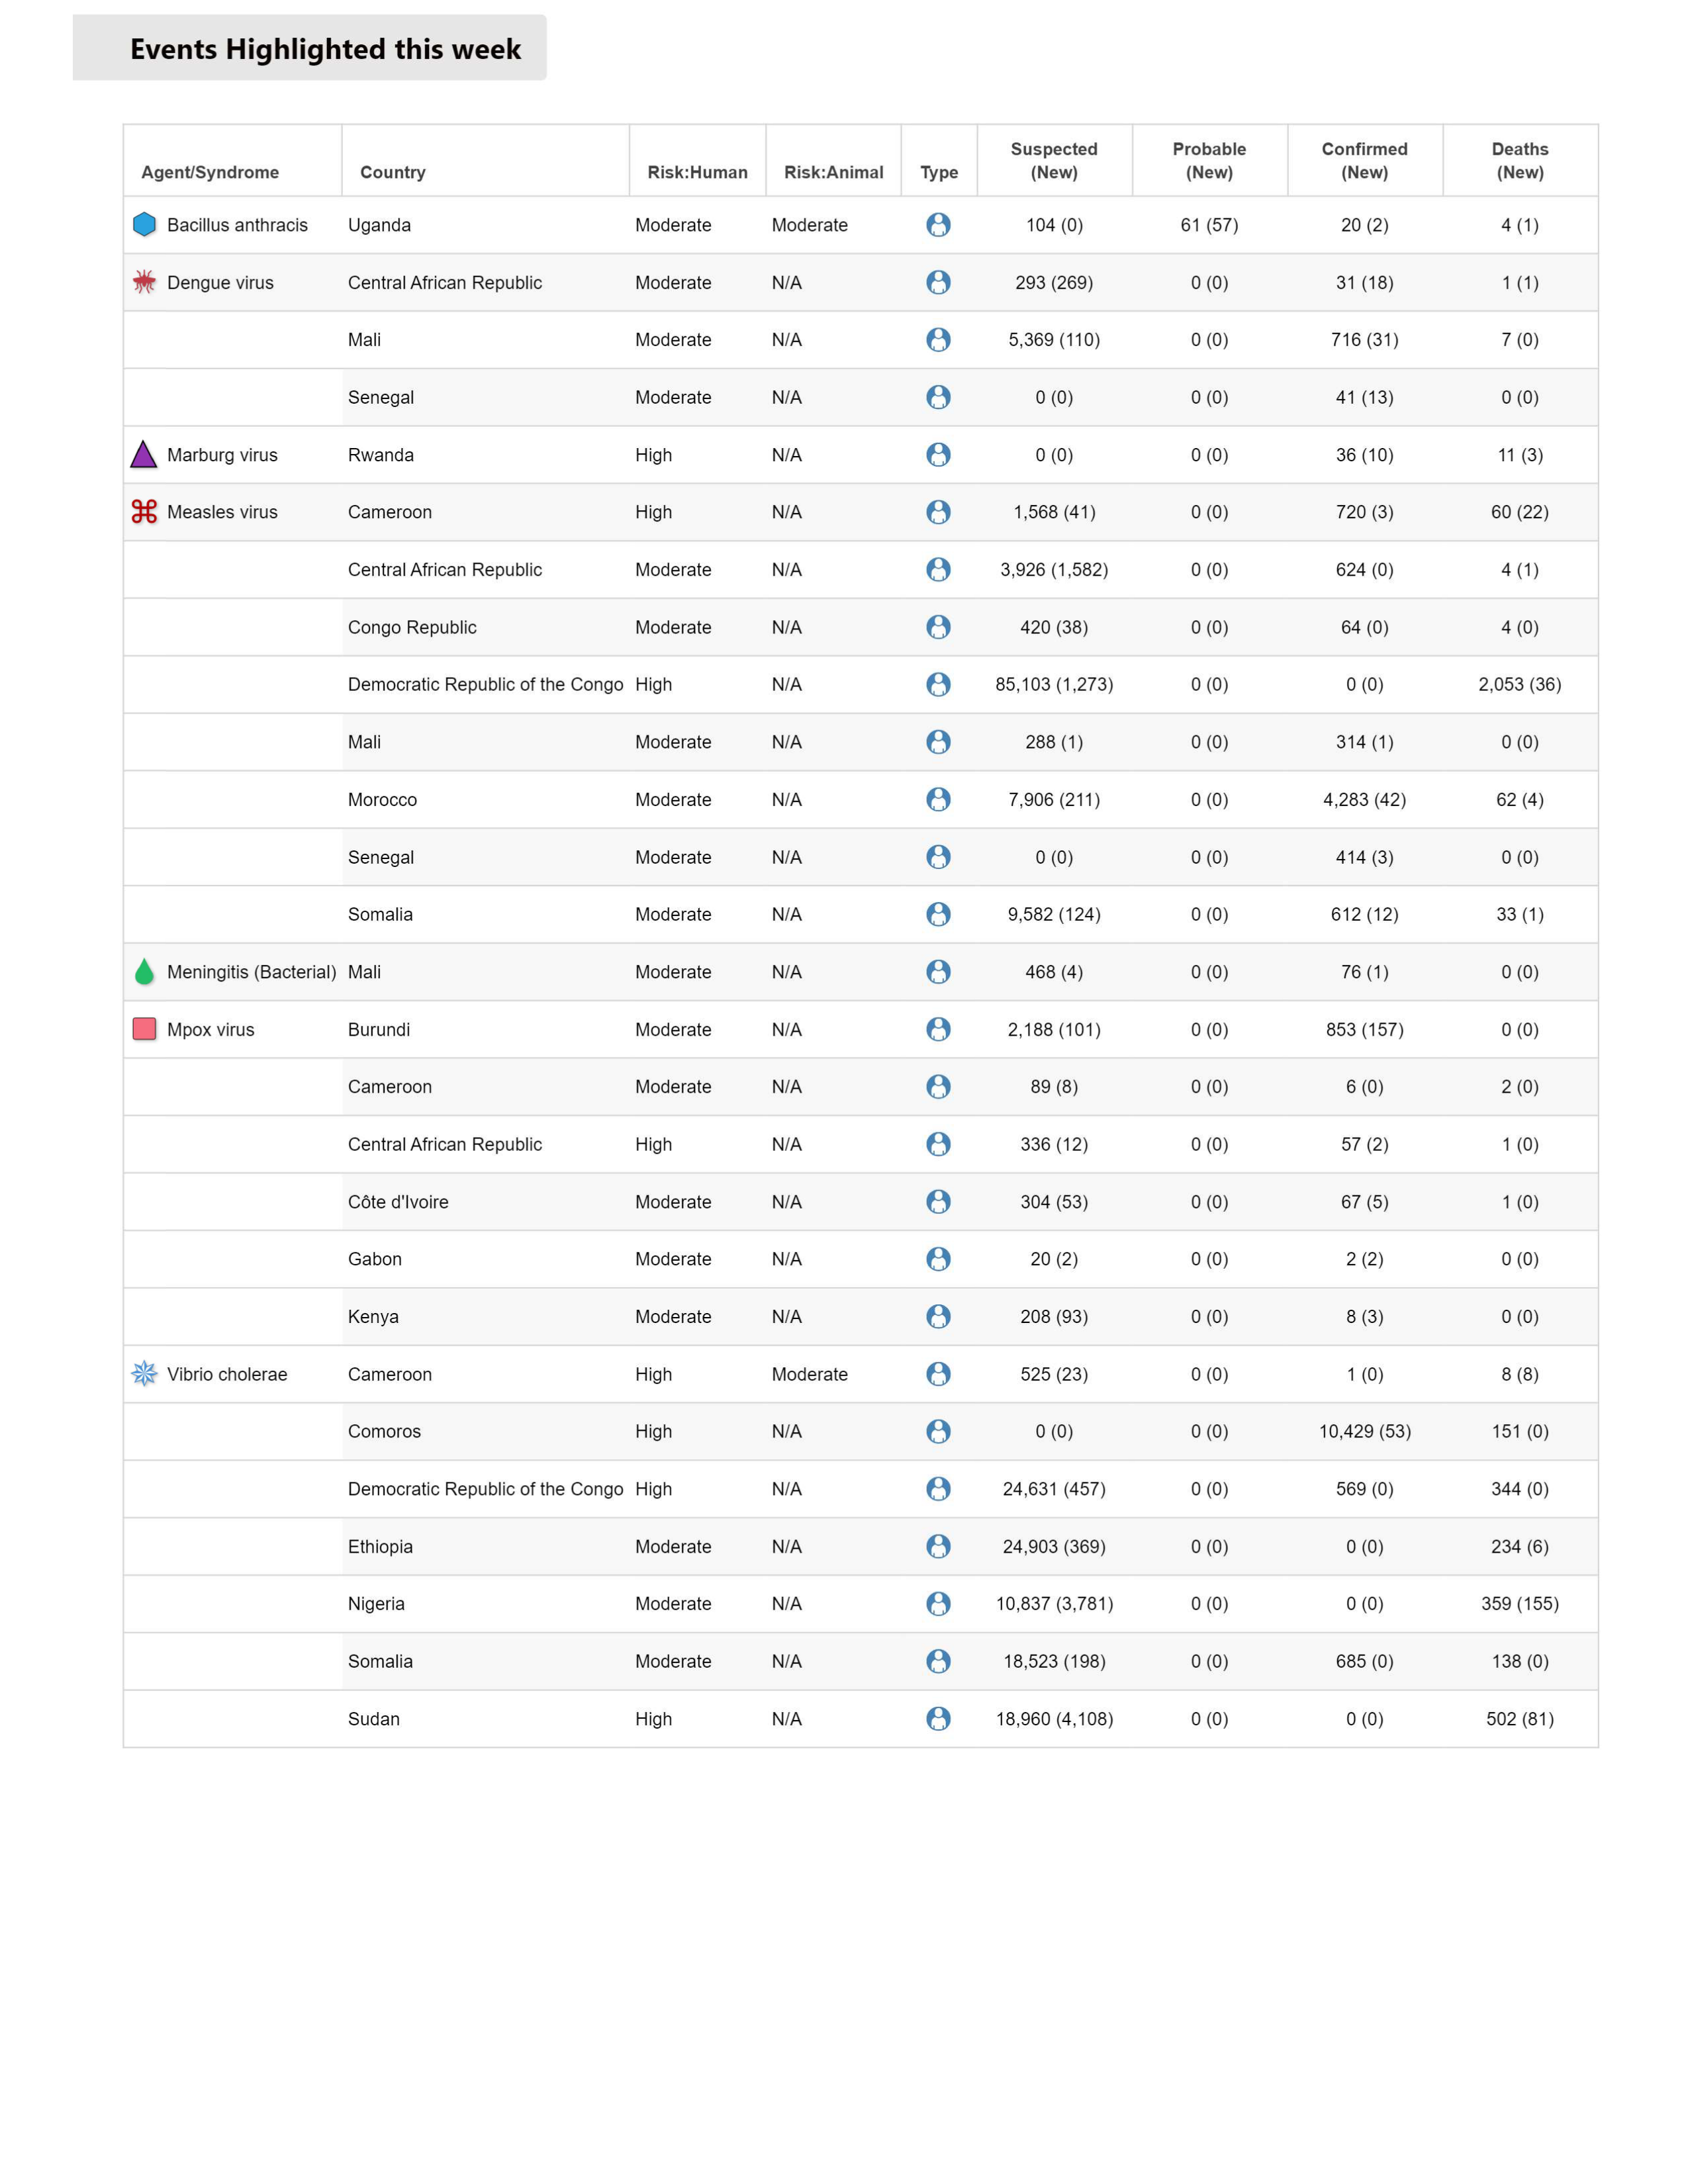 Events Highlighted this week
Agent/Syndrome Country Risk:Human Risk:Animal Type Suspected (New) Probable (New) Confirmed (New) Deaths (New)
Bacillus anthracis Uganda Moderate Moderate 104 (0) 61 (57) 20 (2) 4 (1)
Dengue virus Central African Republic Moderate N/A 293 (269) 0 (0) 31 (18) 1 (1)
Mali Moderate N/A 5,369 (110) 0 (0) 716 (31) 7 (0)
Senegal Moderate N/A 0 (0) 0 (0) 41 (13) 0 (0)
Marburg virus Rwanda High N/A 0 (0) 0 (0) 36 (10) 11 (3)
Measles virus Cameroon High N/A 1,568 (41) 0 (0) 720 (3) 60 (22)
Central African Republic Moderate N/A 3,926 (1,582) 0 (0) 624 (0) 4 (1)
Congo Republic Moderate N/A 420 (38) 0 (0) 64 (0) 4 (0)
Democratic Republic of the Congo High N/A 85,103 (1,273) 0 (0) 0 (0) 2,053 (36)
Mali Moderate N/A 288 (1) 0 (0) 314 (1) 0 (0)
Morocco Moderate N/A 7,906 (211) 0 (0) 4,283 (42) 62 (4)
Senegal Moderate N/A 0 (0) 0 (0) 414 (3) 0 (0)
Somalia Moderate N/A 9,582 (124) 0 (0) 612 (12) 33 (1)
Meningitis (Bacterial) Mali Moderate N/A 468 (4) 0 (0) 76 (1) 0 (0)
Mpox virus Burundi Moderate N/A 2,188 (101) 0 (0) 853 (157) 0 (0)
Cameroon Moderate N/A 89 (8) 0 (0) 6 (0) 2 (0)
Central African Republic High N/A 336 (12) 0 (0) 57 (2) 1 (0)
Côte d'Ivoire Moderate N/A 304 (53) 0 (0) 67 (5) 1 (0)
Gabon Moderate N/A 20 (2) 0 (0) 2 (2) 0 (0)
Kenya Moderate N/A 208 (93) 0 (0) 8 (3) 0 (0)
Vibrio cholerae Cameroon High Moderate 525 (23) 0 (0) 1 (0) 8 (8)
Comoros High N/A 0 (0) 0 (0) 10,429 (53) 151 (0)
Democratic Republic of the Congo High N/A 24,631 (457) 0 (0) 569 (0) 344 (0)
Ethiopia Moderate N/A 24,903 (369) 0 (0) 0 (0) 234 (6)
Nigeria Moderate N/A 10,837 (3,781) 0 (0) 0 (0) 359 (155)
Somalia Moderate N/A 18,523 (198) 0 (0) 685 (0) 138 (0)
Sudan High N/A 18,960 (4,108) 0 (0) 0 (0) 502 (81)